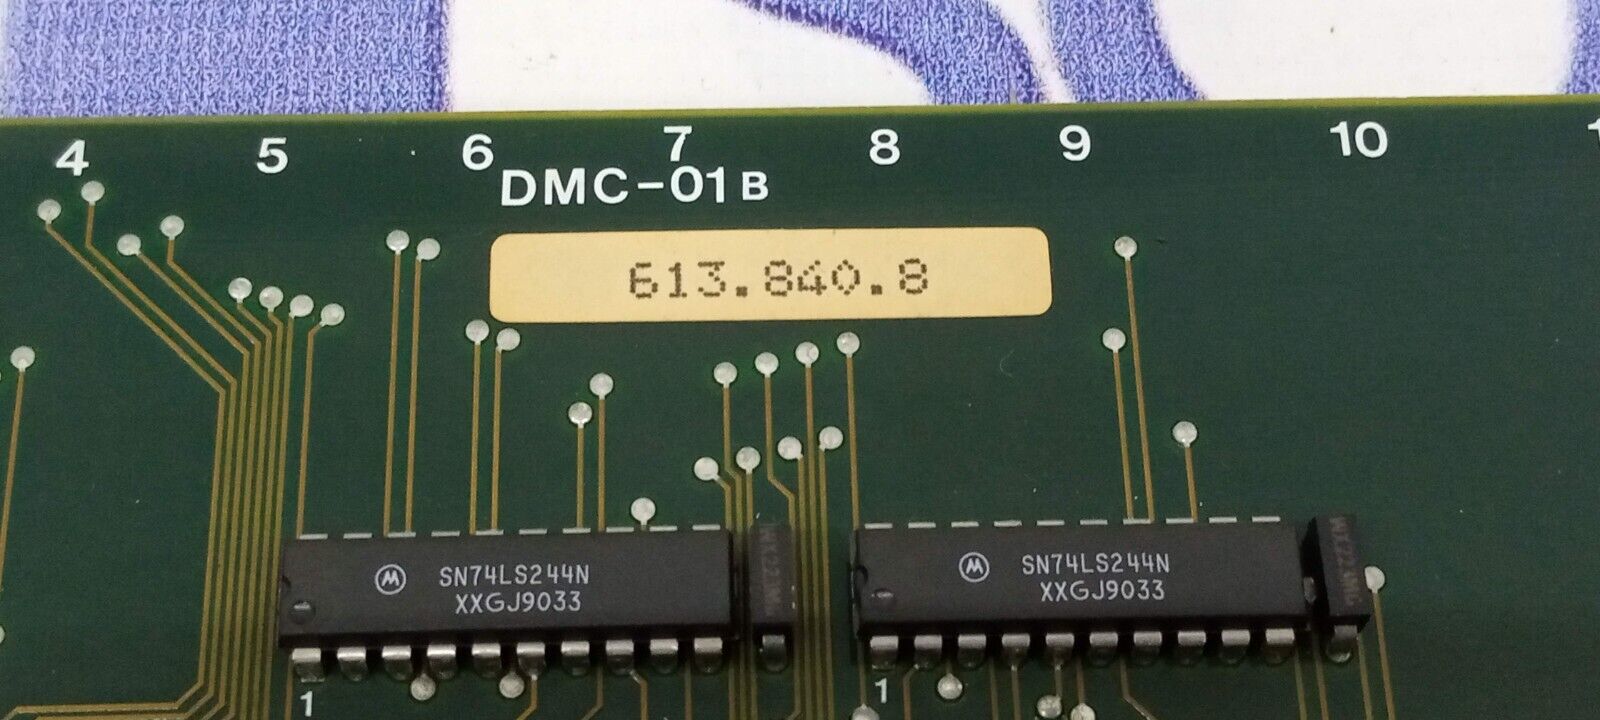 4 5 6 7 8 9 10
DMC-01B
613.840.8
SN74LS244N
XXGJ9033
SN74LS244N
XXGJ9033
1
1